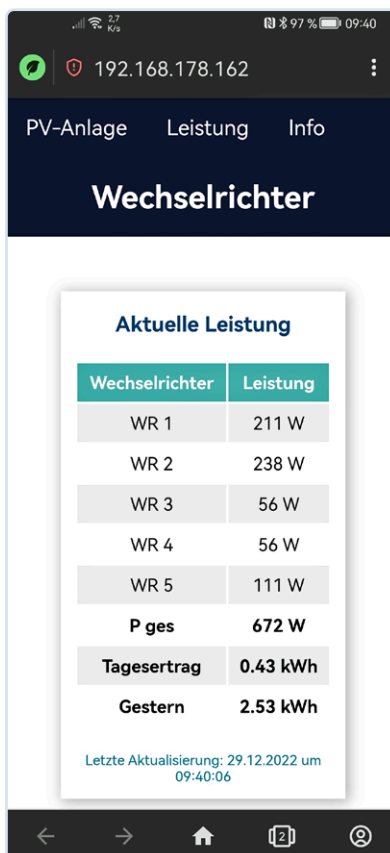 2,7
K/s
97 % 09:40
192.168.178.162
PV-Anlage Leistung Info
Wechselrichter
Aktuelle Leistung
Wechselrichter Leistung
WR 1 211 W
WR 2 238 W
WR 3 56 W
WR 4 56 W
WR 5 111 W
P ges 672 W
Tagesertrag 0.43 kWh
Gestern 2.53 kWh
Letzte Aktualisierung: 29.12.2022 um
09:40:06
2